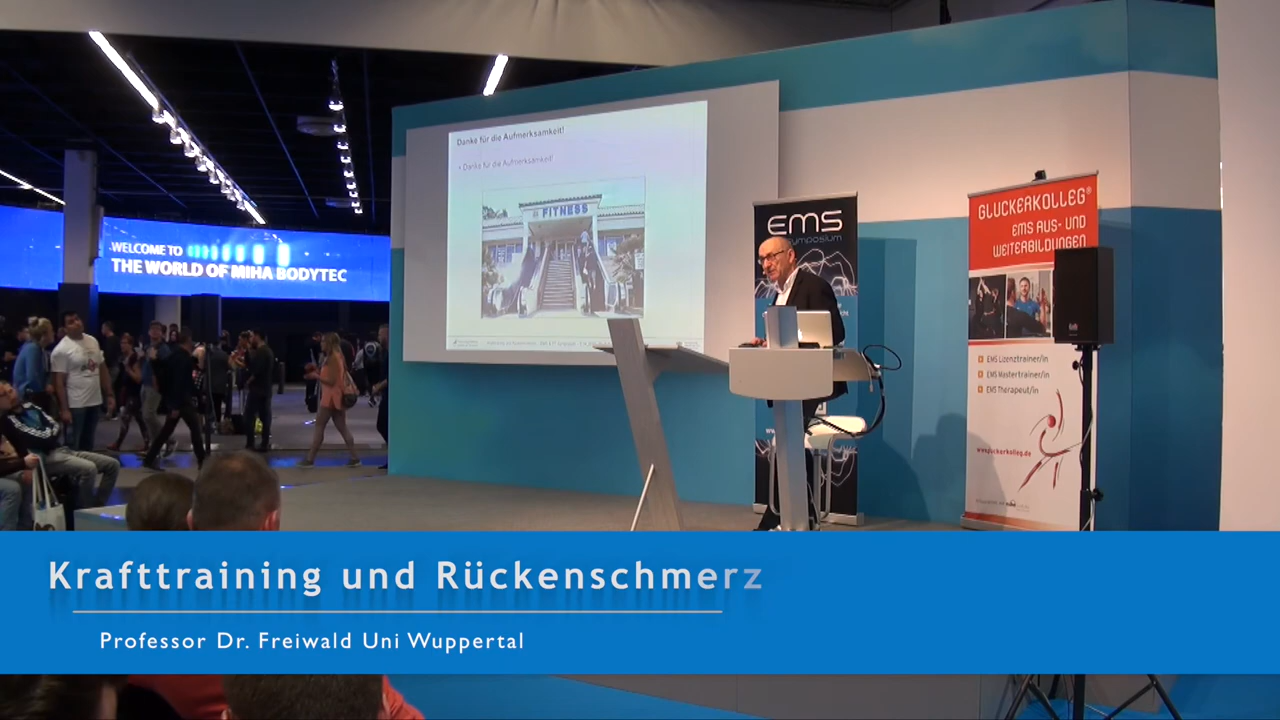 Danke für die Aufmerksamkeit!
• Danke für die Aufmerksamkeit!
FITNESS
WELCOME TO
THE WORLD OF MIHA BODYTEC
EMS
symposium
GLUCKERKOLLEG®
EMS AUS- UND
WEITERBILDUNGEN
EMS Lizenztrainer/in
EMS Mastertrainer/in
EMS Therapeut/in
Krafttraining und Rückenschmerz
Professor Dr. Freiwald Uni Wuppertal